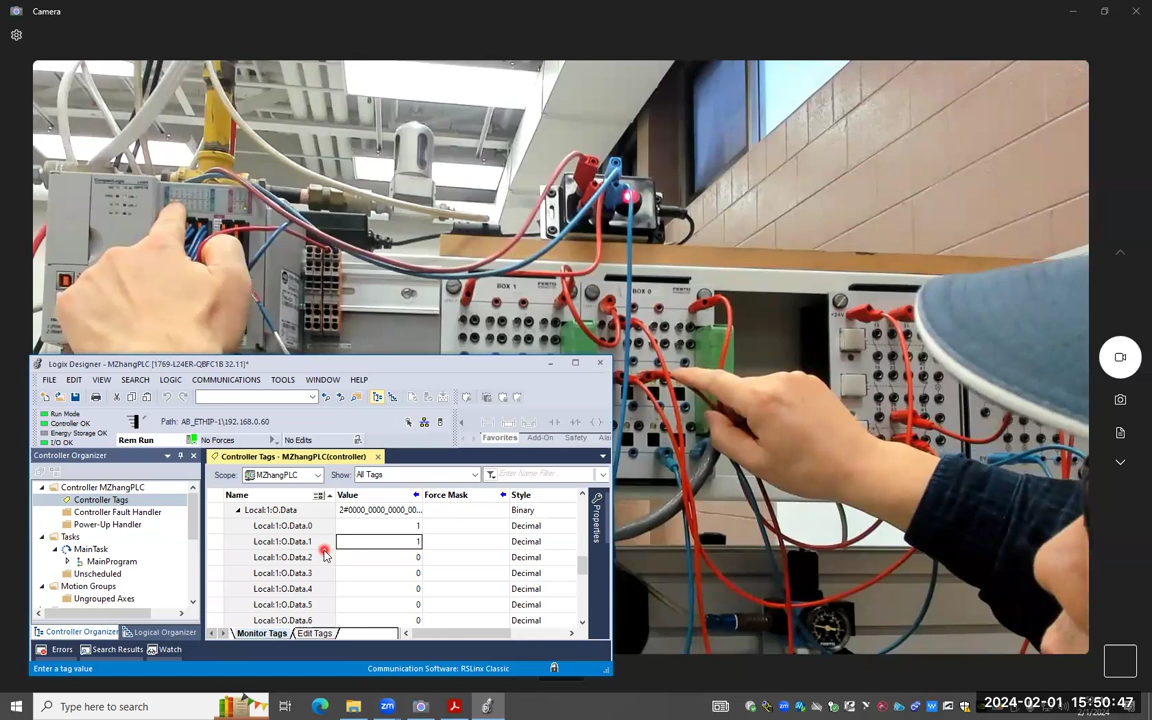 Camera
BOX 1
FESTO
BOX 0
FESTO
+24V
Logix Designer - MZhangPLC [1769-L24ER-QBFC1B 32.11]*
FILE EDIT VIEW SEARCH LOGIC COMMUNICATIONS TOOLS WINDOW HELP
Run Mode
Controller OK
Energy Storage OK
I/O OK
Path: AB_ETHIP-1\192.168.0.60
Rem Run No Forces No Edits
Favorites Add-On Safety
Controller Organizer
Controller Tags - MZhangPLC(controller)
Scope: MZhangPLC Show: All Tags Enter Name Filter...
Controller MZhangPLC
Controller Tags
Controller Fault Handler
Power-Up Handler
Tasks
MainTask
MainProgram
Unscheduled
Motion Groups
Ungrouped Axes
Name Value Force Mask Style
Local:1:O.Data 2#0000_0000_0000_00... Binary
Local:1:O.Data.0 1 Decimal
Local:1:O.Data.1 1 Decimal
Local:1:O.Data.2 0 Decimal
Local:1:O.Data.3 0 Decimal
Local:1:O.Data.4 0 Decimal
Local:1:O.Data.5 0 Decimal
Local:1:O.Data.6 0 Decimal
Properties
Controller Organizer Logical Organizer
Monitor Tags Edit Tags
Errors Search Results Watch
Enter a tag value
Communication Software: RSLinx Classic
Type here to search
2024-02-01 15:50:47